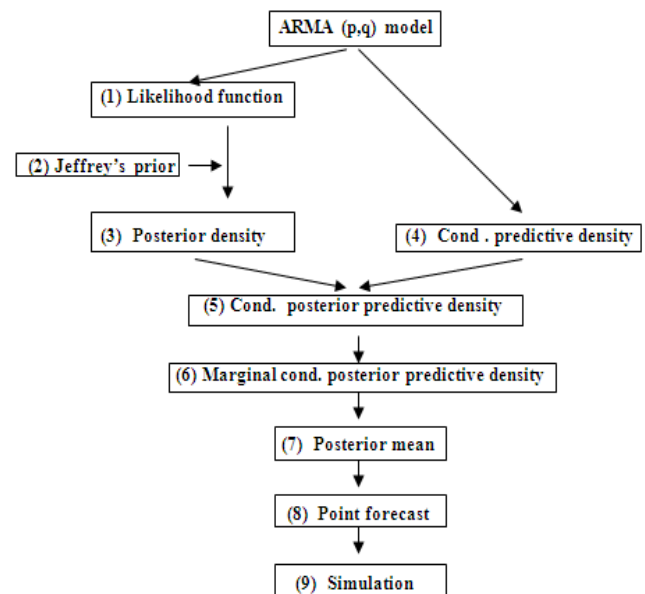 ARMA (p,q) model
(1) Likelihood function
(2) Jeffrey's prior
(3) Posterior density
(4) Cond . predictive density
(5) Cond. posterior predictive density
(6) Marginal cond. posterior predictive density
(7) Posterior mean
(8) Point forecast
(9) Simulation